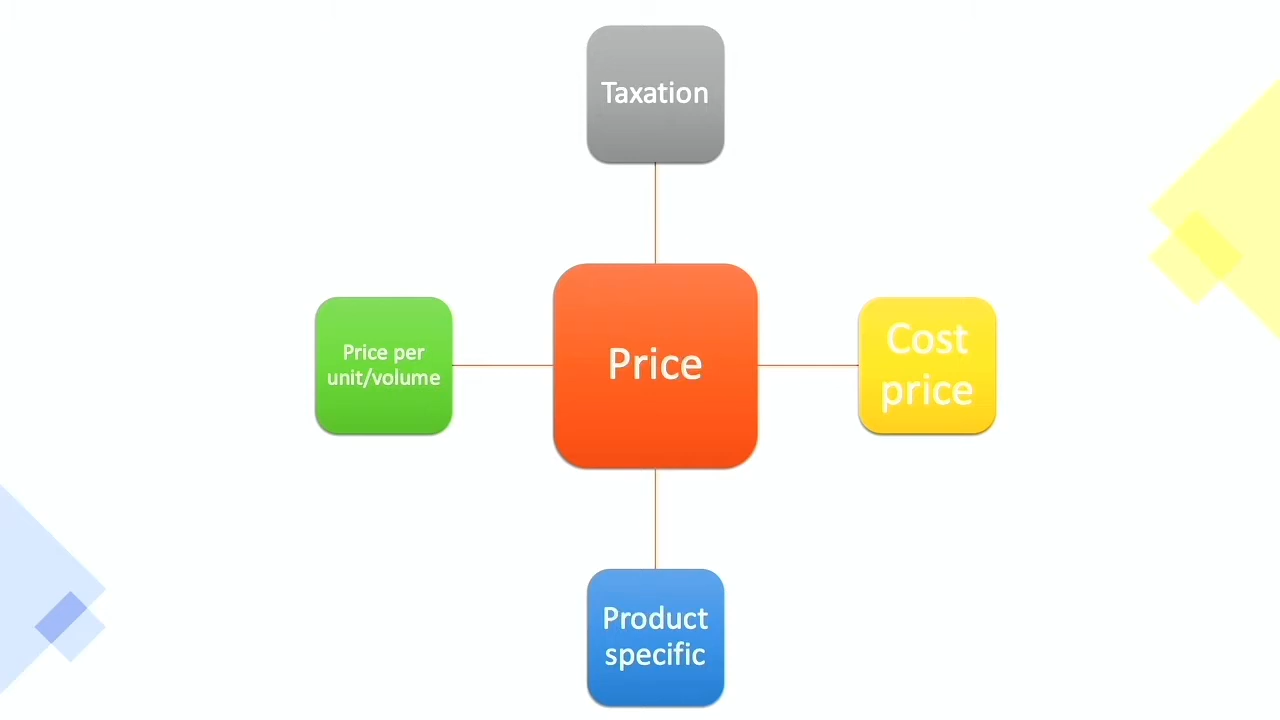 Taxation
Price per
unit/volume
Price
Cost
price
Product
specific